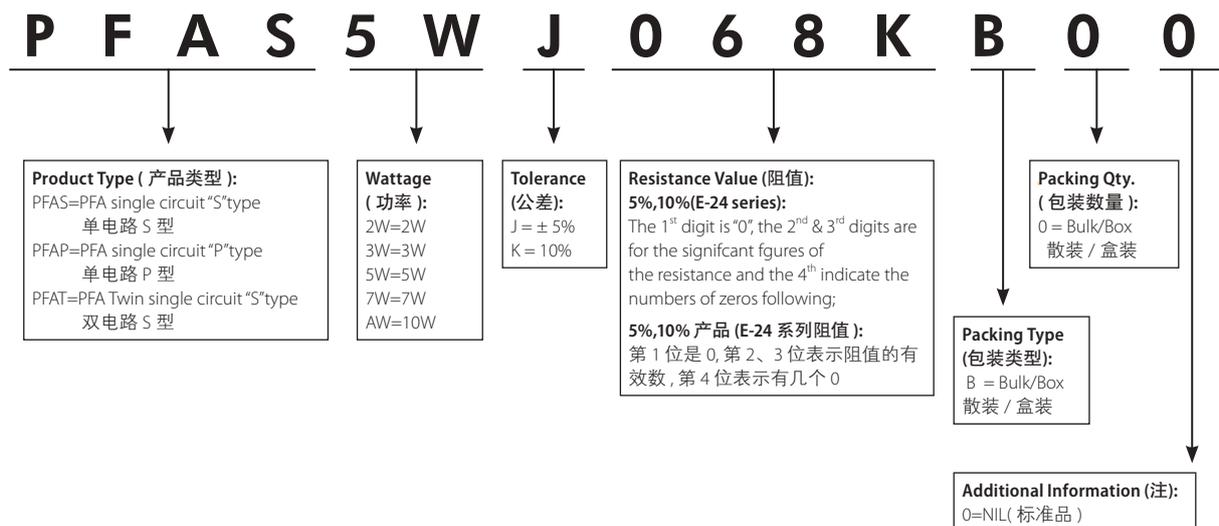 P F A S 5 W J 0 6 8 K B 0 0
Product Type ( 产品类型 ):
PFAS=PFA single circuit “S”type
单电路 S 型
PFAP=PFA single circuit “P”type
单电路 P 型
PFAT=PFA Twin single circuit “S”type
双电路 S 型
Wattage
( 功率 ):
2W=2W
3W=3W
5W=5W
7W=7W
AW=10W
Tolerance
(公差):
J = ± 5%
K = 10%
Resistance Value (阻值):
5%,10%(E-24 series):
The 1st digit is “0”, the 2nd & 3rd digits are
for the signifcant fgures of
the resistance and the 4th indicate the
numbers of zeros following;
5%,10% 产品 (E-24 系列阻值 ):
第 1 位是 0, 第 2、3 位表示阻值的有
效数 , 第 4 位表示有几个 0
Packing Qty.
( 包装数量 ):
0 = Bulk/Box
散装 / 盒装
Packing Type
(包装类型):
B = Bulk/Box
散装 / 盒装
Additional Information (注):
0=NIL( 标准品 )